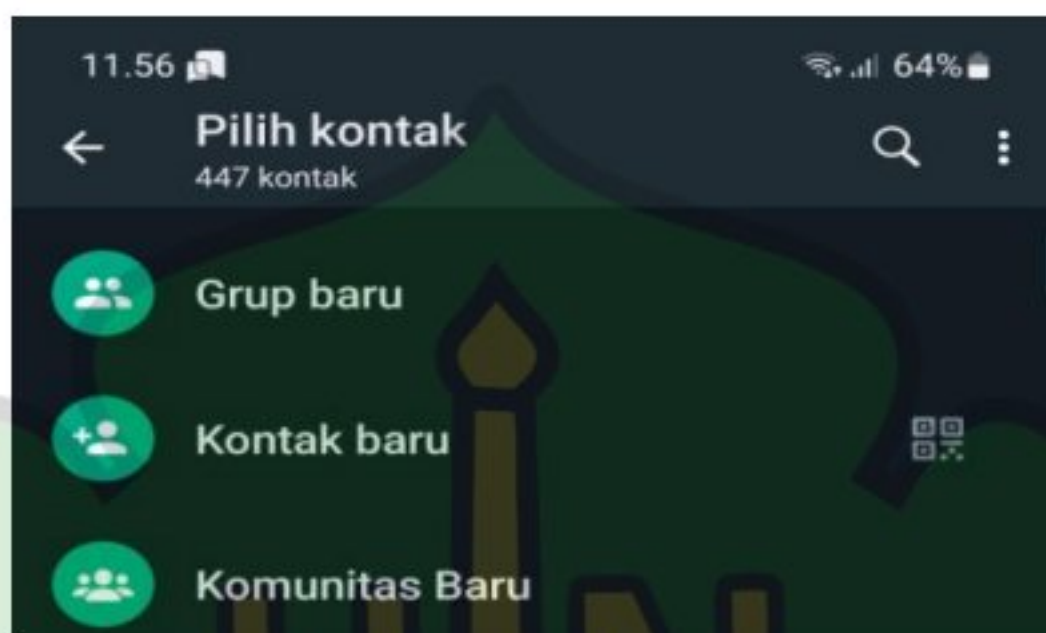 11.56 64%
Pilih kontak
447 kontak
Grup baru
Kontak baru
Komunitas Baru